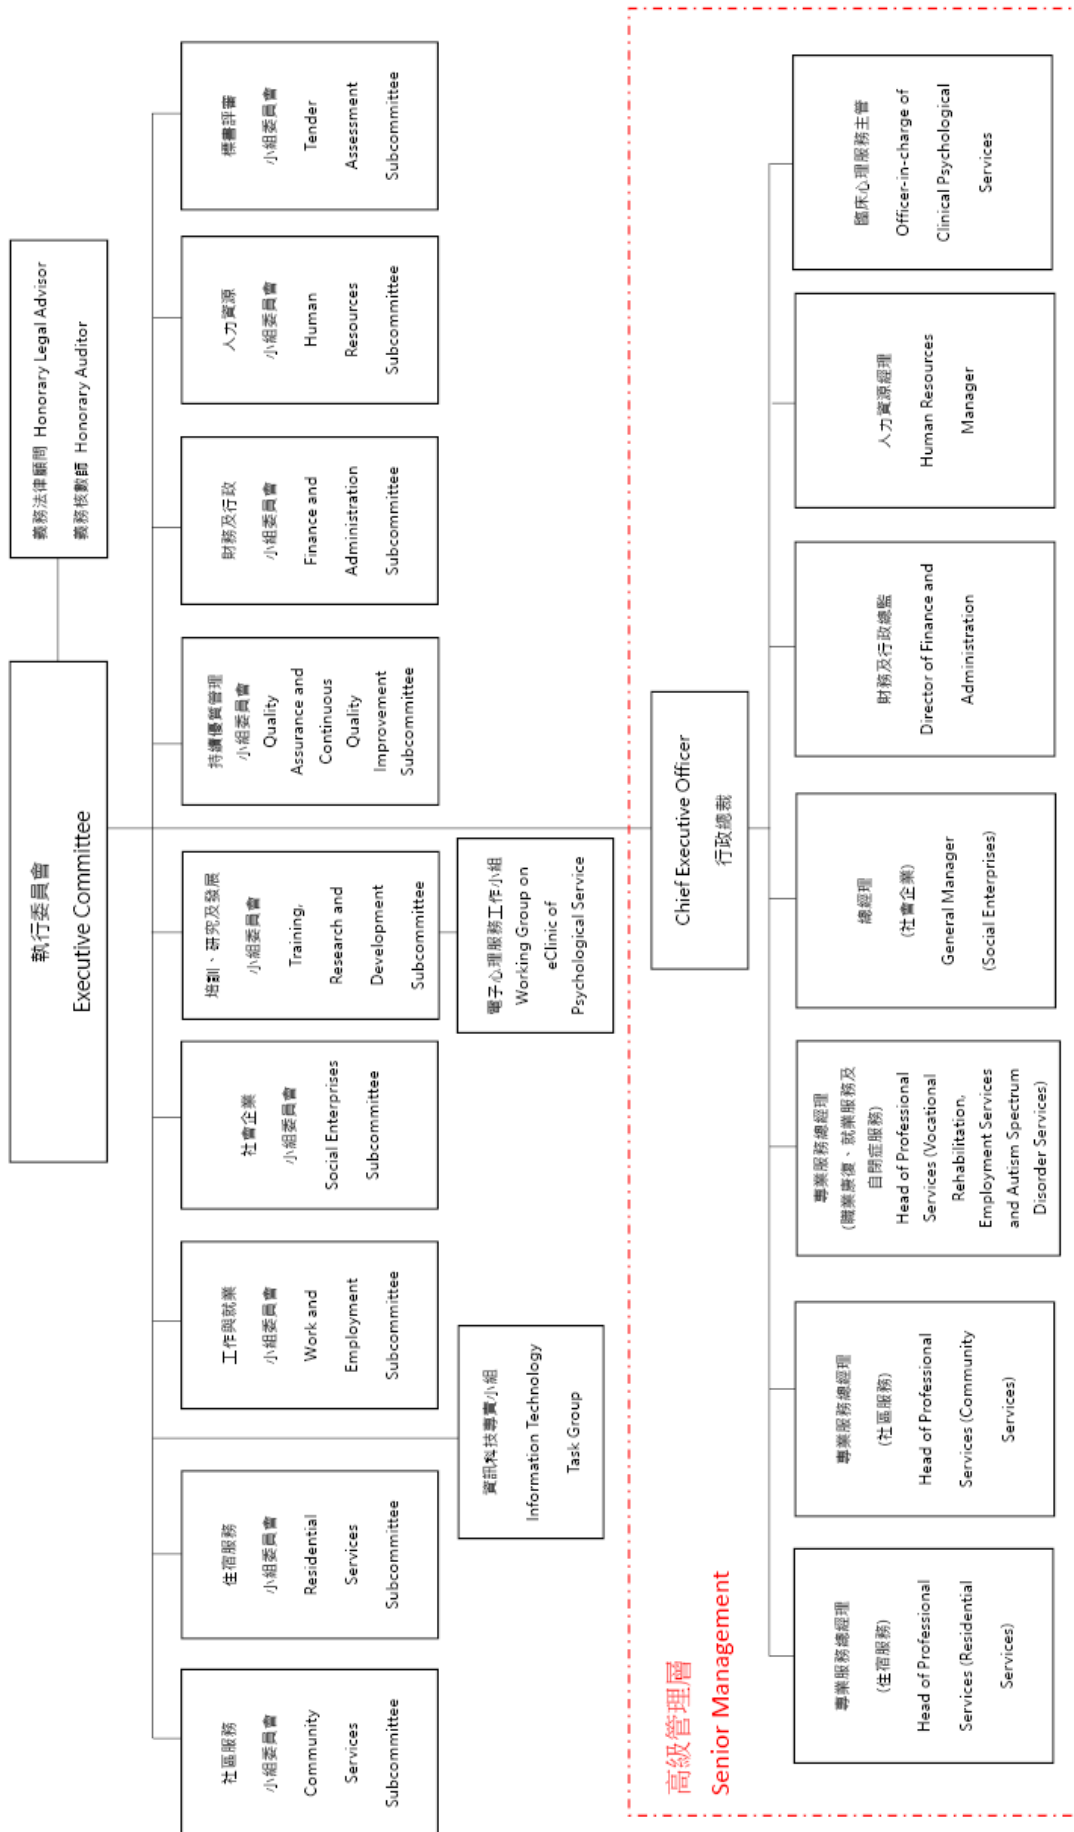 執行委員會
Executive Committee
義務法律顧問 Honorary Legal Advisor
義務核數師 Honorary Auditor
社區服務
小組委員會
Community
Services
Subcommittee
住宿服務
小組委員會
Residential
Services
Subcommittee
工作與就業
小組委員會
Work and
Employment
Subcommittee
社會企業
小組委員會
Social Enterprises
Subcommittee
培訓、研究及發展
小組委員會
Training,
Research and
Development
Subcommittee
持續優質管理
小組委員會
Quality
Assurance and
Continuous
Quality
Improvement
Subcommittee
財務及行政
小組委員會
Finance and
Administration
Subcommittee
人力資源
小組委員會
Human
Resources
Subcommittee
標書評審
小組委員會
Tender
Assessment
Subcommittee
資訊科技專責小組
Information Technology
Task Group
電子心理服務工作小組
Working Group on
eClinic of
Psychological Service
高級管理層
Senior Management
Chief Executive Officer
行政總裁
專業服務總經理
(住宿服務)
Head of Professional
Services (Residential
Services)
專業服務總經理
(社區服務)
Head of Professional
Services (Community
Services)
專業服務總經理
(職業康復、就業服務及
自閉症服務)
Head of Professional
Services (Vocational
Rehabilitation,
Employment Services
and Autism Spectrum
Disorder Services)
總經理
(社會企業)
General Manager
(Social Enterprises)
財務及行政總監
Director of Finance and
Administration
人力資源經理
Human Resources
Manager
臨床心理服務主管
Officer-in-charge of
Clinical Psychological
Services